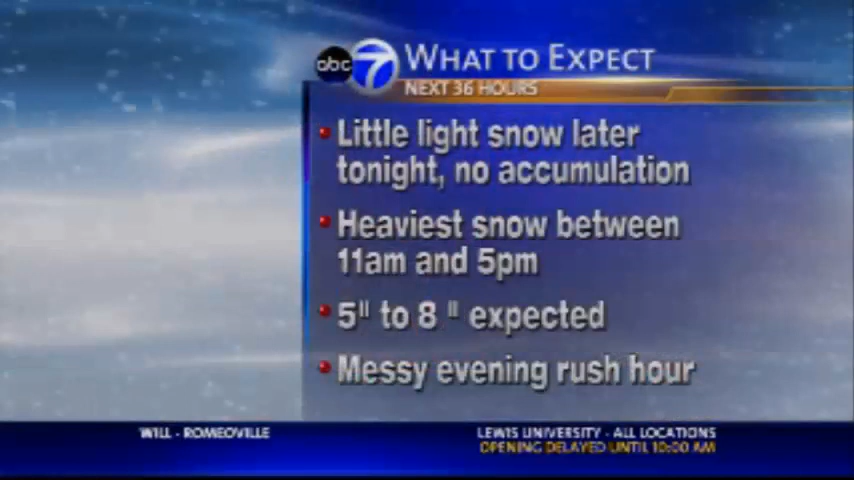 abc 7 WHAT TO EXPECT
NEXT 36 HOURS
Little light snow later
tonight, no accumulation
Heaviest snow between
11am and 5pm
5" to 8 " expected
Messy evening rush hour
WILL - ROMEOVILLE
LEWIS UNIVERSITY - ALL LOCATIONS
OPENING DELAYED UNTIL 10:00 AM